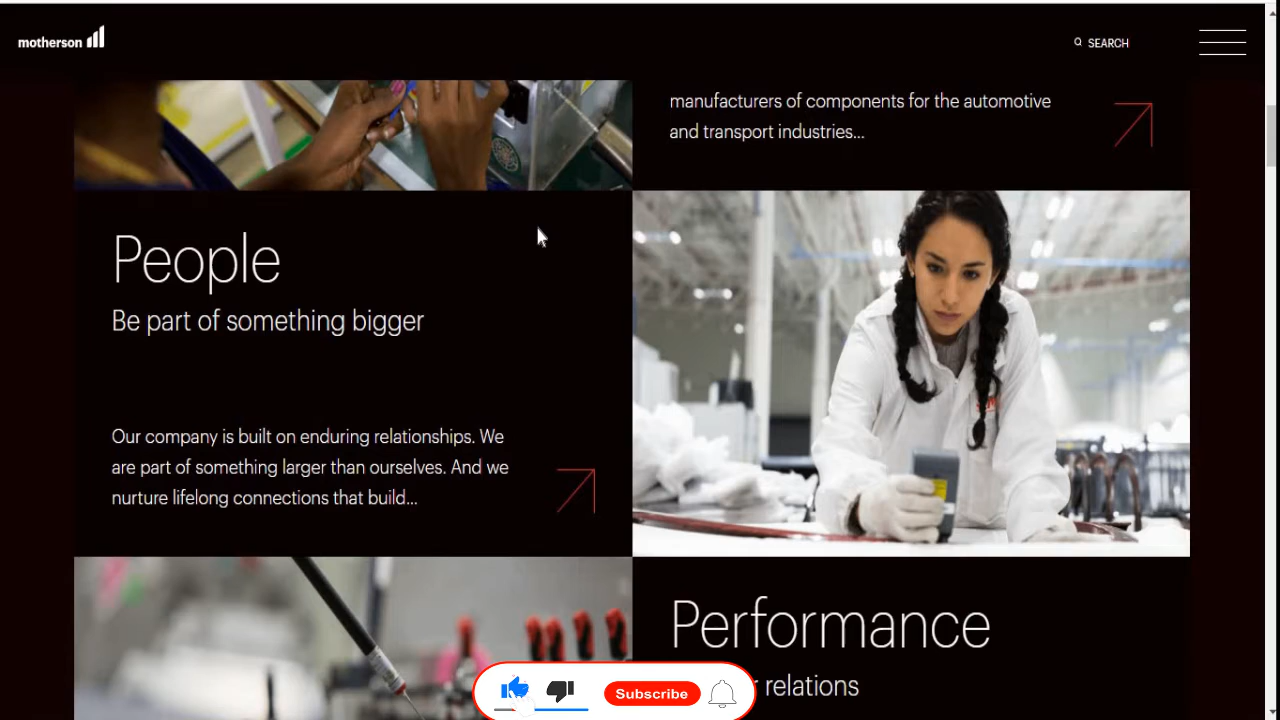 motherson
SEARCH
manufacturers of components for the automotive
and transport industries...
People
Be part of something bigger
Our company is built on enduring relationships. We
are part of something larger than ourselves. And we
nurture lifelong connections that build...
Performance
relations
Subscribe